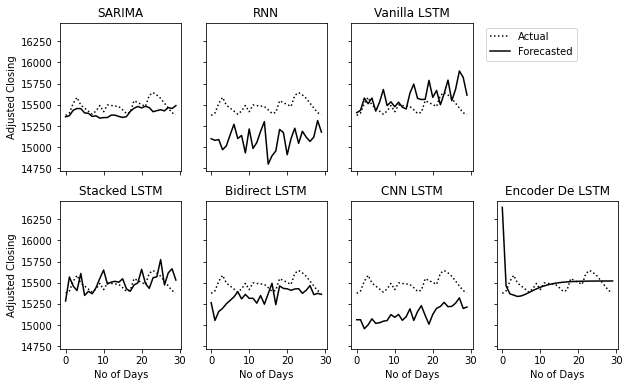 SARIMA
RNN
Vanilla LSTM
Actual
Forecasted
Adjusted Closing
16250
16000
15750
15500
15250
15000
14750
Stacked LSTM
Bidirect LSTM
CNN LSTM
Encoder De LSTM
Adjusted Closing
16250
16000
15750
15500
15250
15000
14750
0 10 20 30
0 10 20 30
0 10 20 30
0 10 20 30
No of Days
No of Days
No of Days
No of Days